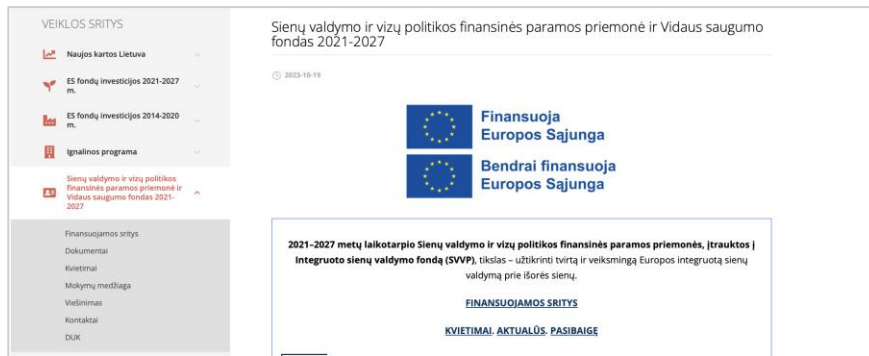 VEIKLOS SRITYS
Naujos kartos Lietuva
ES fondų investicijos 2021-2027
m.
ES fondų investicijos 2014-2020
m.
Ignalinos programa
Sienų valdymo ir vizų politikos
finansinės paramos priemonė ir
Vidaus saugumo fondas 2021-
2027
Finansuojamos sritys
Dokumentai
Kvietimai
Mokymų medžiaga
Viešinimas
Kontaktai
DUK
Sienų valdymo ir vizų politikos finansinės paramos priemonė ir Vidaus saugumo
fondas 2021-2027
2023-10-19
Finansuoja
Europos Sąjunga
Bendrai finansuoja
Europos Sąjunga
2021–2027 metų laikotarpio Sienų valdymo ir vizų politikos finansinės paramos priemonės, įtrauktos į
Integruoto sienų valdymo fondą (SVVP), tikslas – užtikrinti tvirtą ir veiksmingą Europos integruotą sienų
valdymą prie išorės sienų.
FINANSUOJAMOS SRITYS
KVIETIMAI. AKTUALŪS. PASIBAIGĘ